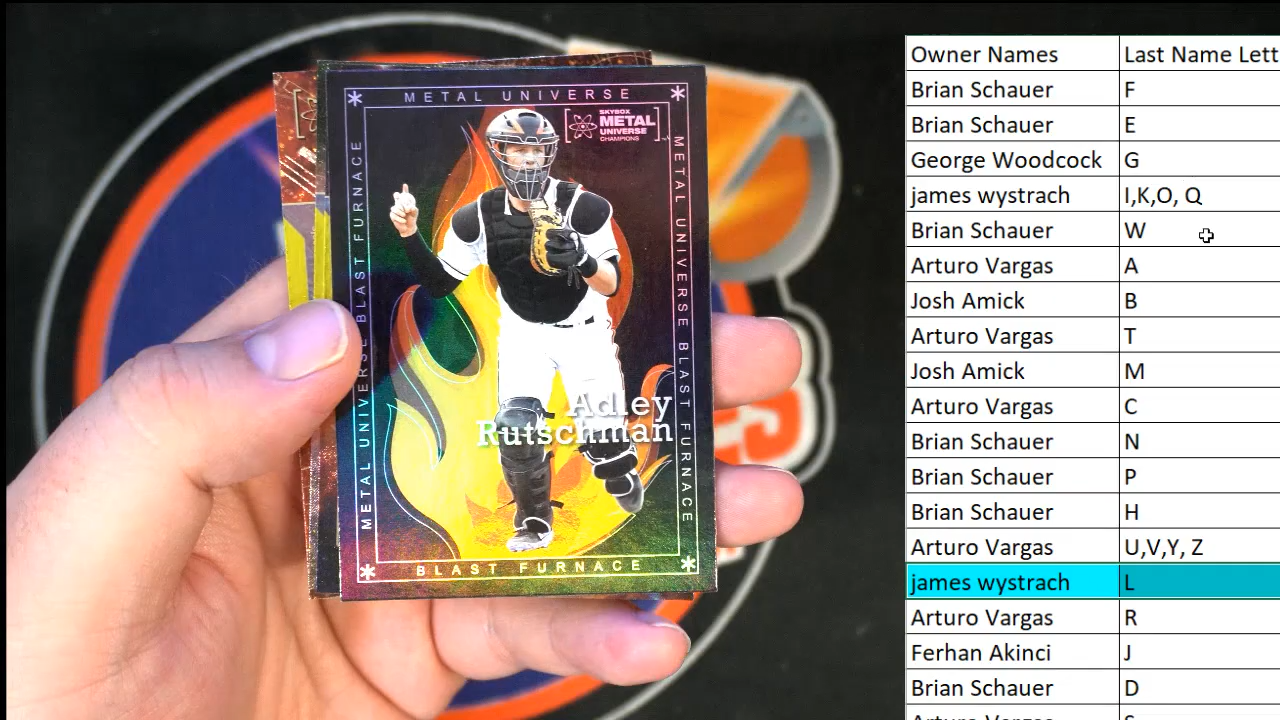 METAL UNIVERSE
SKYBOX
METAL
UNIVERSE
CHAMPIONS
METAL UNIVERSE BLAST FURNACE
METAL UNIVERSE BLAST FURNACE
Adley
Rutschman
BLAST FURNACE
Owner Names Last Name Lett
Brian Schauer F
Brian Schauer E
George Woodcock G
james wystrach I,K,O, Q
Brian Schauer W
Arturo Vargas A
Josh Amick B
Arturo Vargas T
Josh Amick M
Arturo Vargas C
Brian Schauer N
Brian Schauer P
Brian Schauer H
Arturo Vargas U,V,Y, Z
james wystrach L
Arturo Vargas R
Ferhan Akinci J
Brian Schauer D
Arturo Vargas S